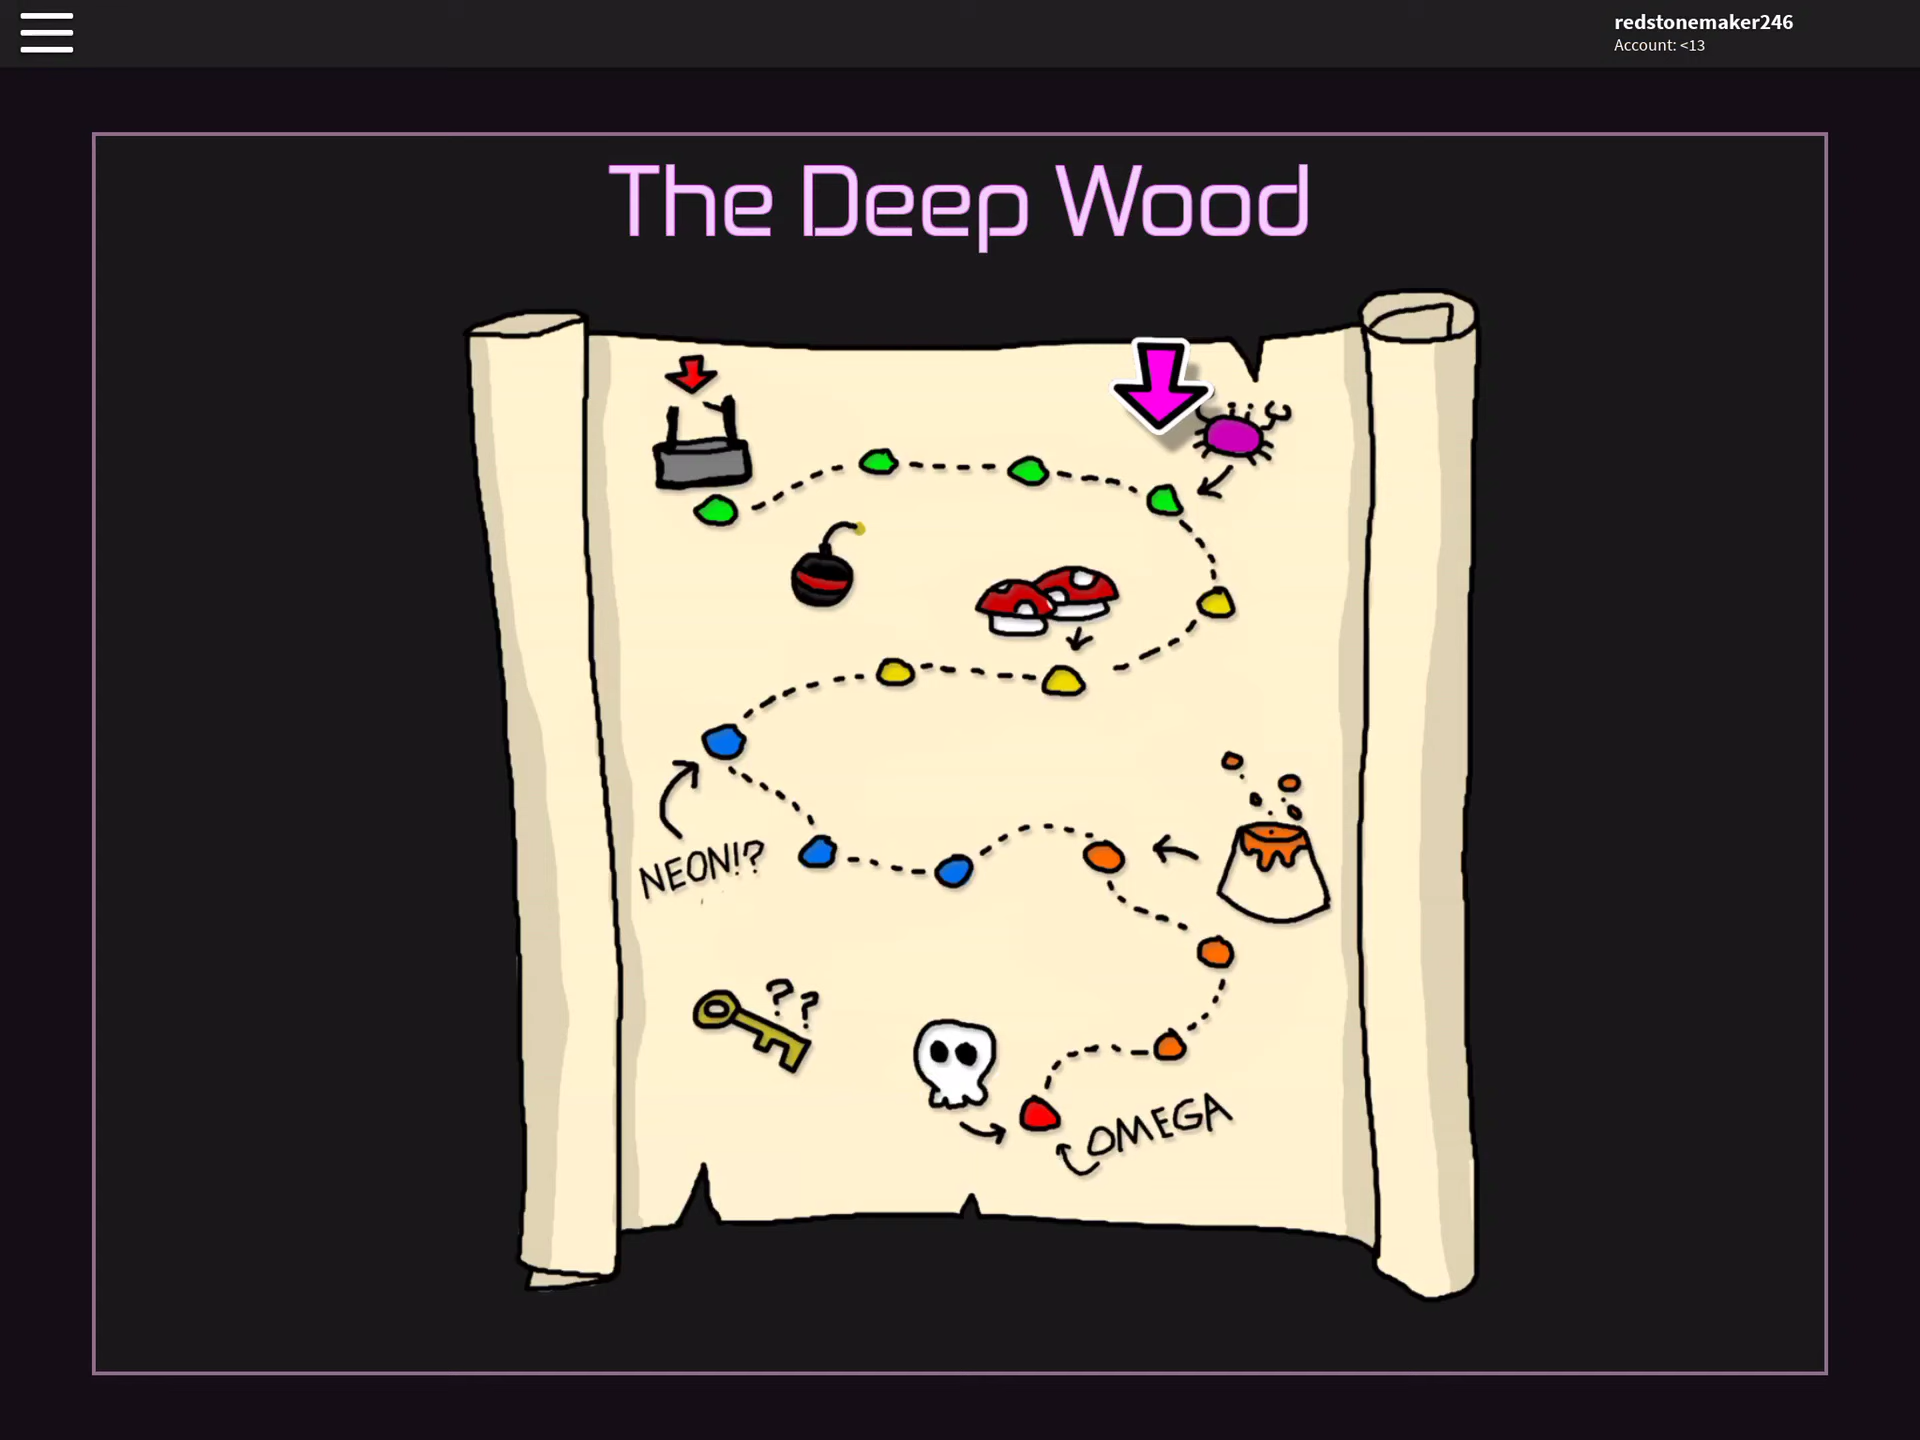 redstonemaker246
Account: <13
The Deep Wood
NEON!?
??
OMEGA